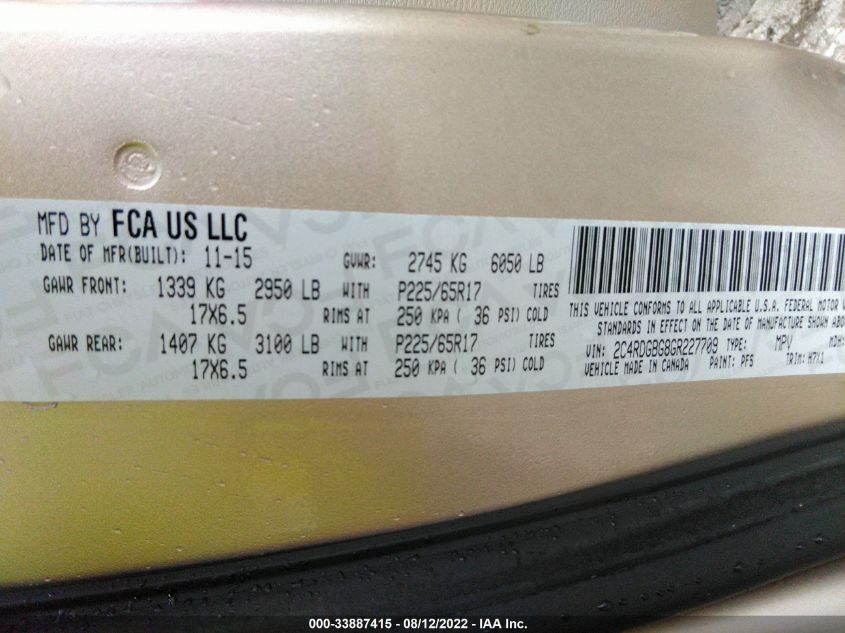 MFD BY FCA US LLC
DATE OF MFR(BUILT): 11-15 GVWR: 2745 KG 6050 LB
GAWR FRONT: 1339 KG 2950 LB WITH P225/65R17 TIRES
17X6.5 RIMS AT 250 KPA ( 36 PSI) COLD
GAWR REAR: 1407 KG 3100 LB WITH P225/65R17 TIRES
17X6.5 RIMS AT 250 KPA ( 36 PSI) COLD
THIS VEHICLE CONFORMS TO ALL APPLICABLE U.S.A. FEDERAL MOTOR V
STANDARDS IN EFFECT ON THE DATE OF MANUFACTURE SHOWN ABO
VIN: 2C4RDGBG8GR227709 TYPE: MPV MDH:
VEHICLE MADE IN CANADA PAINT: PFS TRIM: H7X1
000-33887415 - 08/12/2022 - IAA Inc.